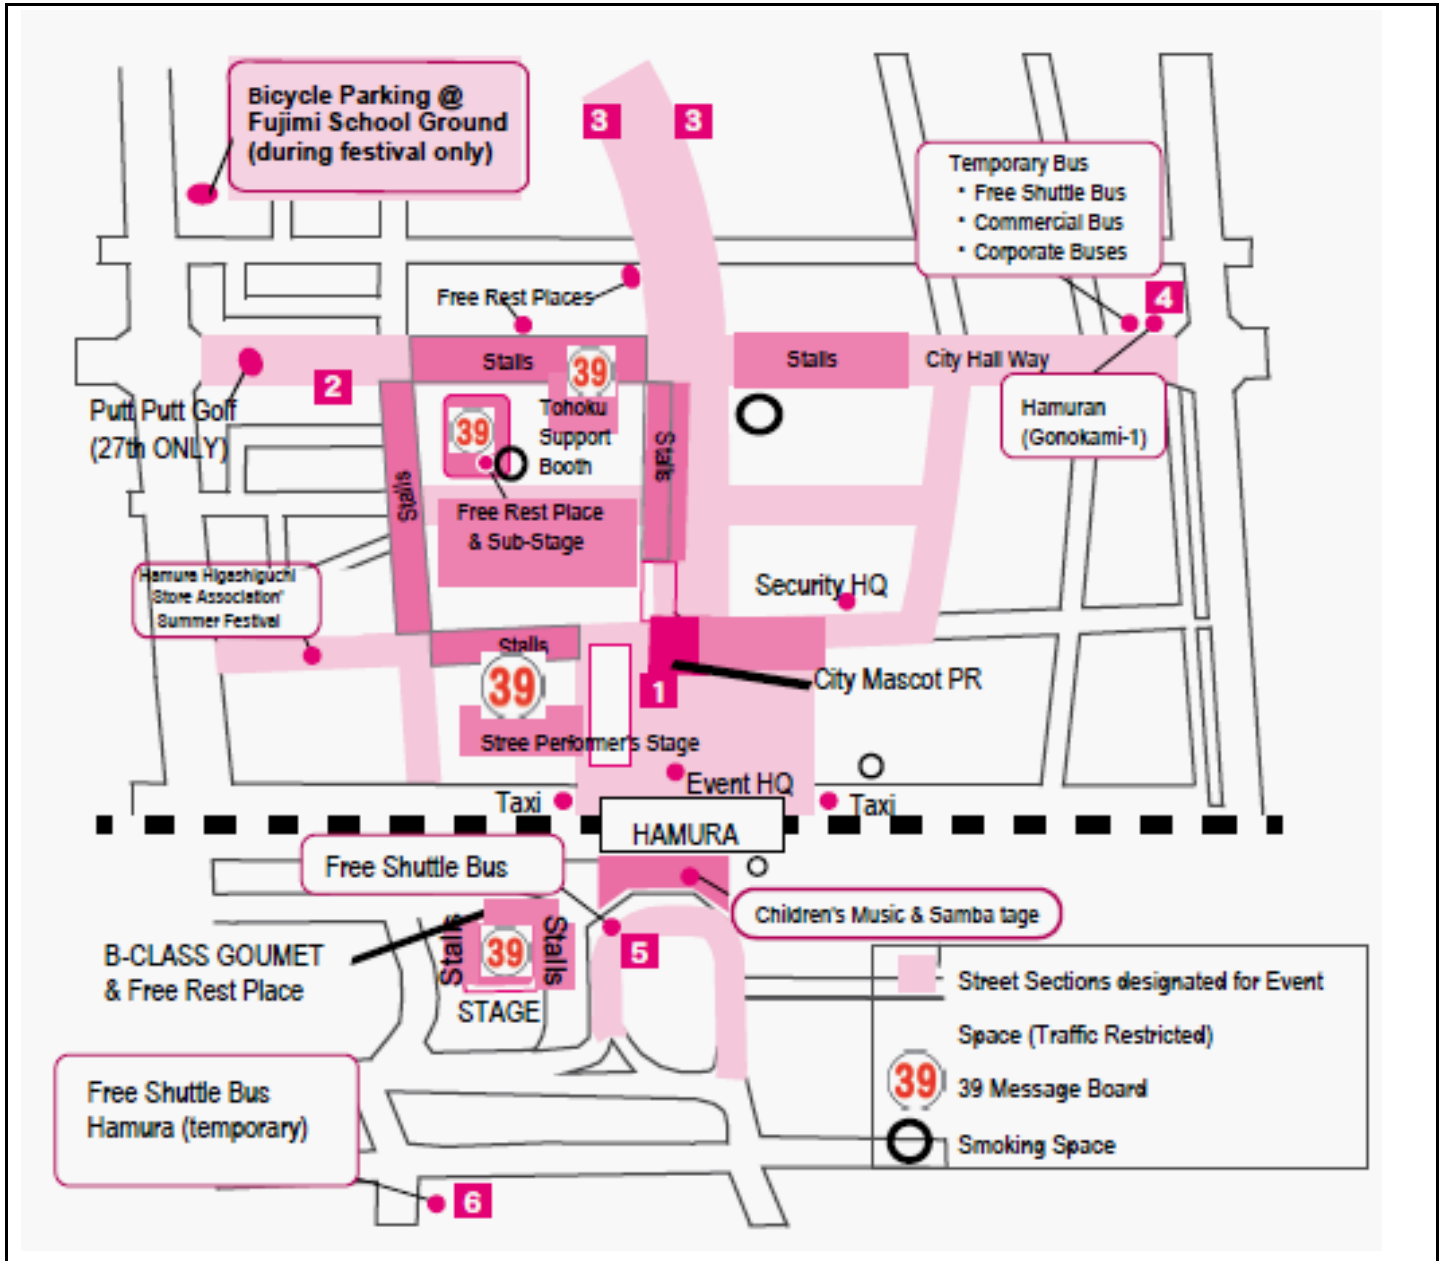 Bicycle Parking @
Fujimi School Ground
(during festival only)
3
3
Temporary Bus
・Free Shuttle Bus
・Commercial Bus
・Corporate Buses
4
Free Rest Places
Stalls
39
Stalls
City Hall Way
2
Putt Putt Golf
(27th ONLY)
Hamuran
(Gonokami-1)
39
Tohoku
Support
Booth
Stalls
Stalls
Free Rest Place
& Sub-Stage
Hamura Higashiguchi
Store Association'
Summer Festival
Security HQ
Stalls
39
1
City Mascot PR
Stree Performer's Stage
Event HQ
Taxi
Taxi
HAMURA
Free Shuttle Bus
Children's Music & Samba tage
B-CLASS GOUMET
& Free Rest Place
Stalls
39
Stalls
STAGE
5
Street Sections designated for Event
Space (Traffic Restricted)
39
39 Message Board
Smoking Space
Free Shuttle Bus
Hamura (temporary)
6